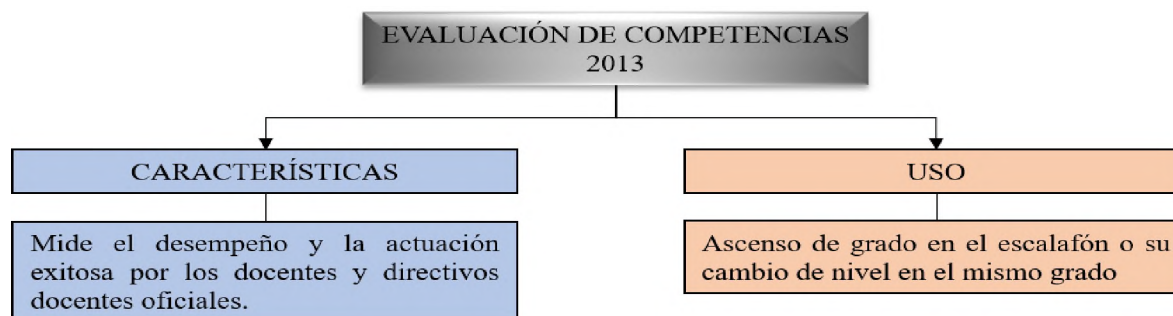 EVALUACIÓN DE COMPETENCIAS
2013
CARACTERÍSTICAS
Mide el desempeño y la actuación
exitosa por los docentes y directivos
docentes oficiales.
USO
Ascenso de grado en el escalafón o su
cambio de nivel en el mismo grado